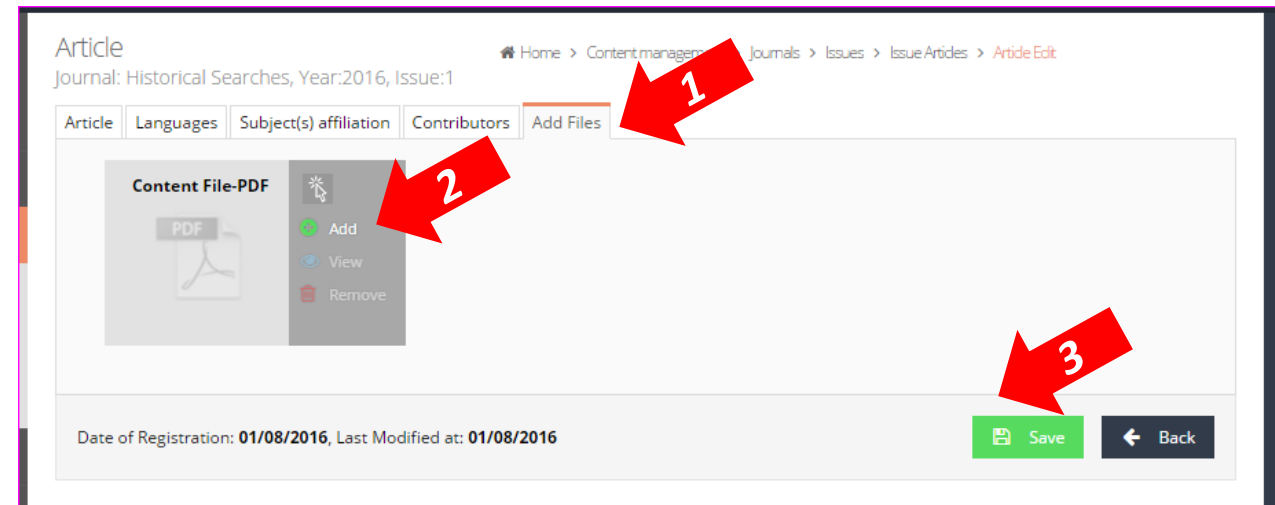 Article
Home > Content managem > Journals > Issues > Issue Articles > Article Edit
Journal: Historical Searches, Year:2016, Issue:1
1
Article Languages Subject(s) affiliation Contributors Add Files
2
Content File-PDF
PDF
Add
View
Remove
3
Date of Registration: 01/08/2016, Last Modified at: 01/08/2016
Save
Back